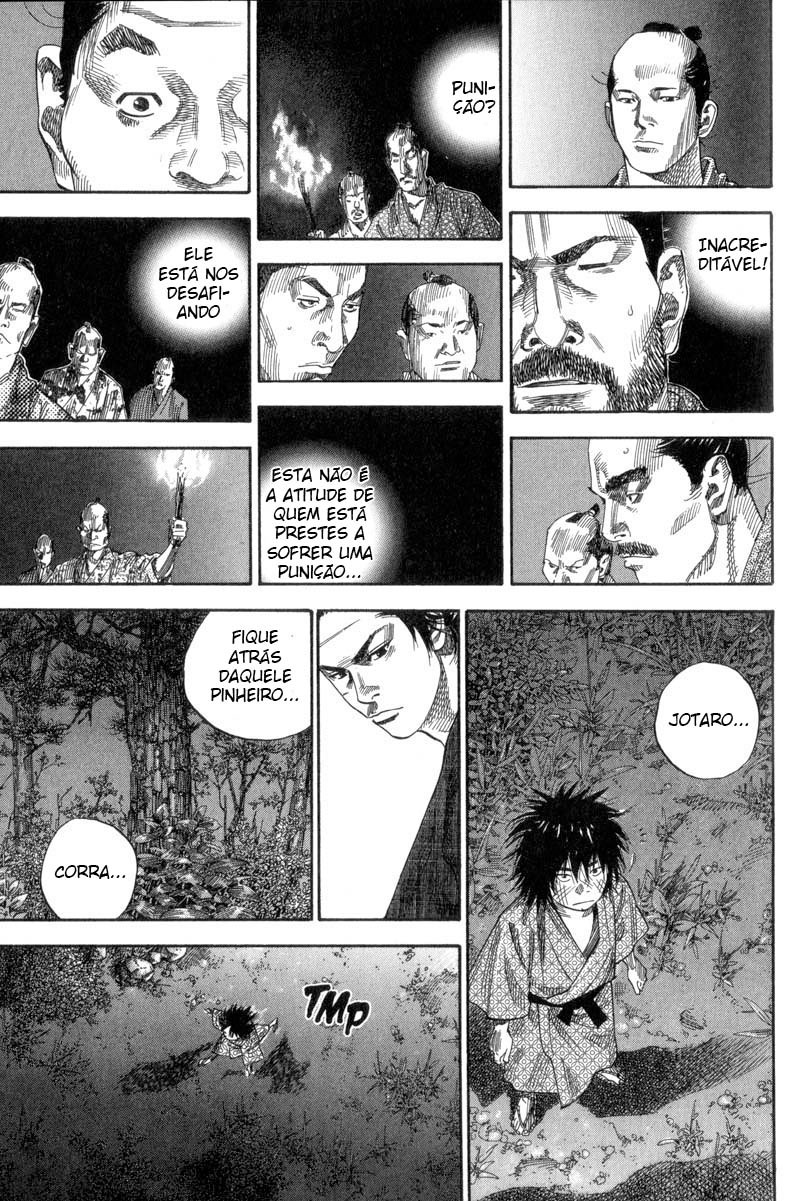 PUNI-
ÇÃO?
INACRE-
DITÁVEL!
ELE
ESTÁ NOS
DESAFI-
ANDO
ESTA NÃO É
A ATITUDE DE
QUEM ESTÁ
PRESTES A
SOFRER UMA
PUNIÇÃO...
JOTARO...
FIQUE
ATRÁS
DAQUELE
PINHEIRO...
CORRA...
TMP